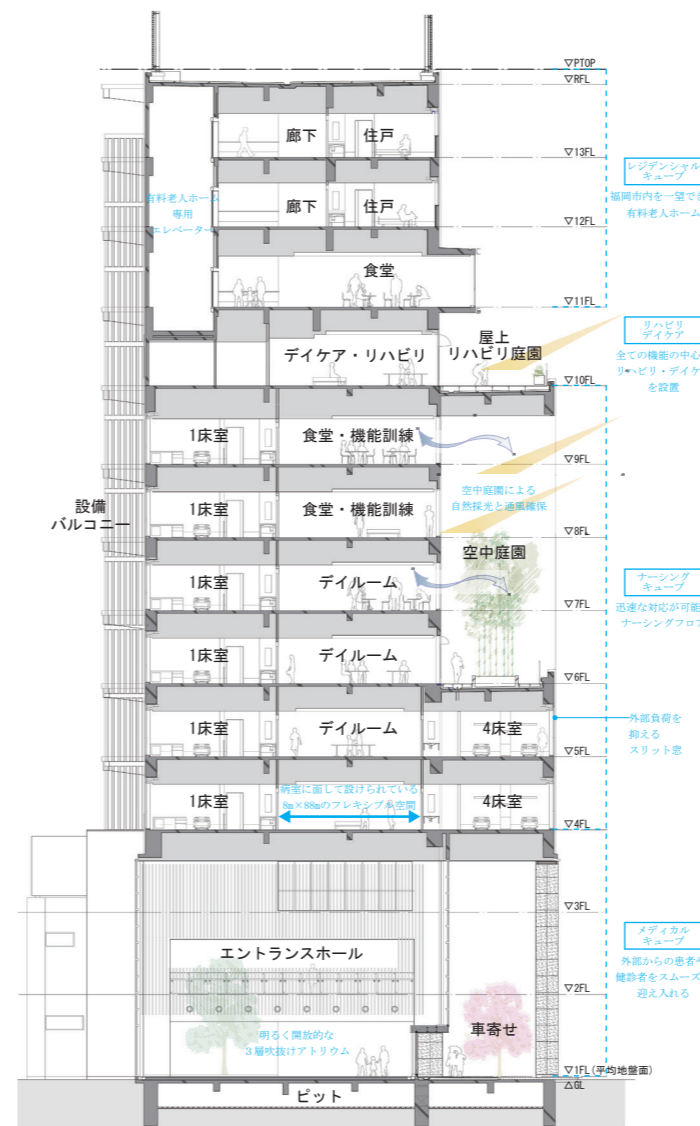 ▽PTOP
▽RFL
廊下
住戸
▽13FL
レジデンシャル
キューブ
福岡市内を一望でき
有料老人ホーム
有料老人ホーム
専用
エレベーター
廊下
住戸
▽12FL
食堂
▽11FL
リハビリ
デイケア
全ての機能の中心
リハビリ・デイケ
を設置
デイケア・リハビリ
屋上
リハビリ庭園
▽10FL
1床室
食堂・機能訓練
▽9FL
空中庭園による
自然採光と通風確保
設備
バルコニー
1床室
食堂・機能訓練
▽8FL
空中庭園
1床室
デイルーム
▽7FL
ナーシング
キューブ
迅速な対応が可能
ナーシングフロア
1床室
デイルーム
▽6FL
外部負荷を
抑える
スリット窓
1床室
デイルーム
4床室
▽5FL
病室に面して設けられている
8m×88mのフレキシブル空間
1床室
4床室
▽4FL
▽3FL
メディカル
キューブ
外部からの患者や
健診者をスムーズ
迎え入れる
エントランスホール
▽2FL
明るく開放的な
3層吹抜けアトリウム
車寄せ
▽1FL(平均地盤面)
△GL
ピット